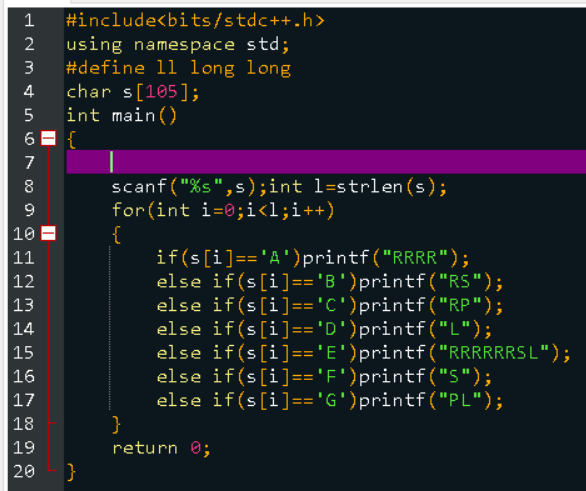 1 #include<bits/stdc++.h>
2 using namespace std;
3 #define ll long long
4 char s[105];
5 int main()
6 {
7
8 scanf("%s",s);int l=strlen(s);
9 for(int i=0;i<l;i++)
10 {
11 if(s[i]=='A')printf("RRRR");
12 else if(s[i]=='B')printf("RS");
13 else if(s[i]=='C')printf("RP");
14 else if(s[i]=='D')printf("L");
15 else if(s[i]=='E')printf("RRRRRRSL");
16 else if(s[i]=='F')printf("S");
17 else if(s[i]=='G')printf("PL");
18 }
19 return 0;
20 }